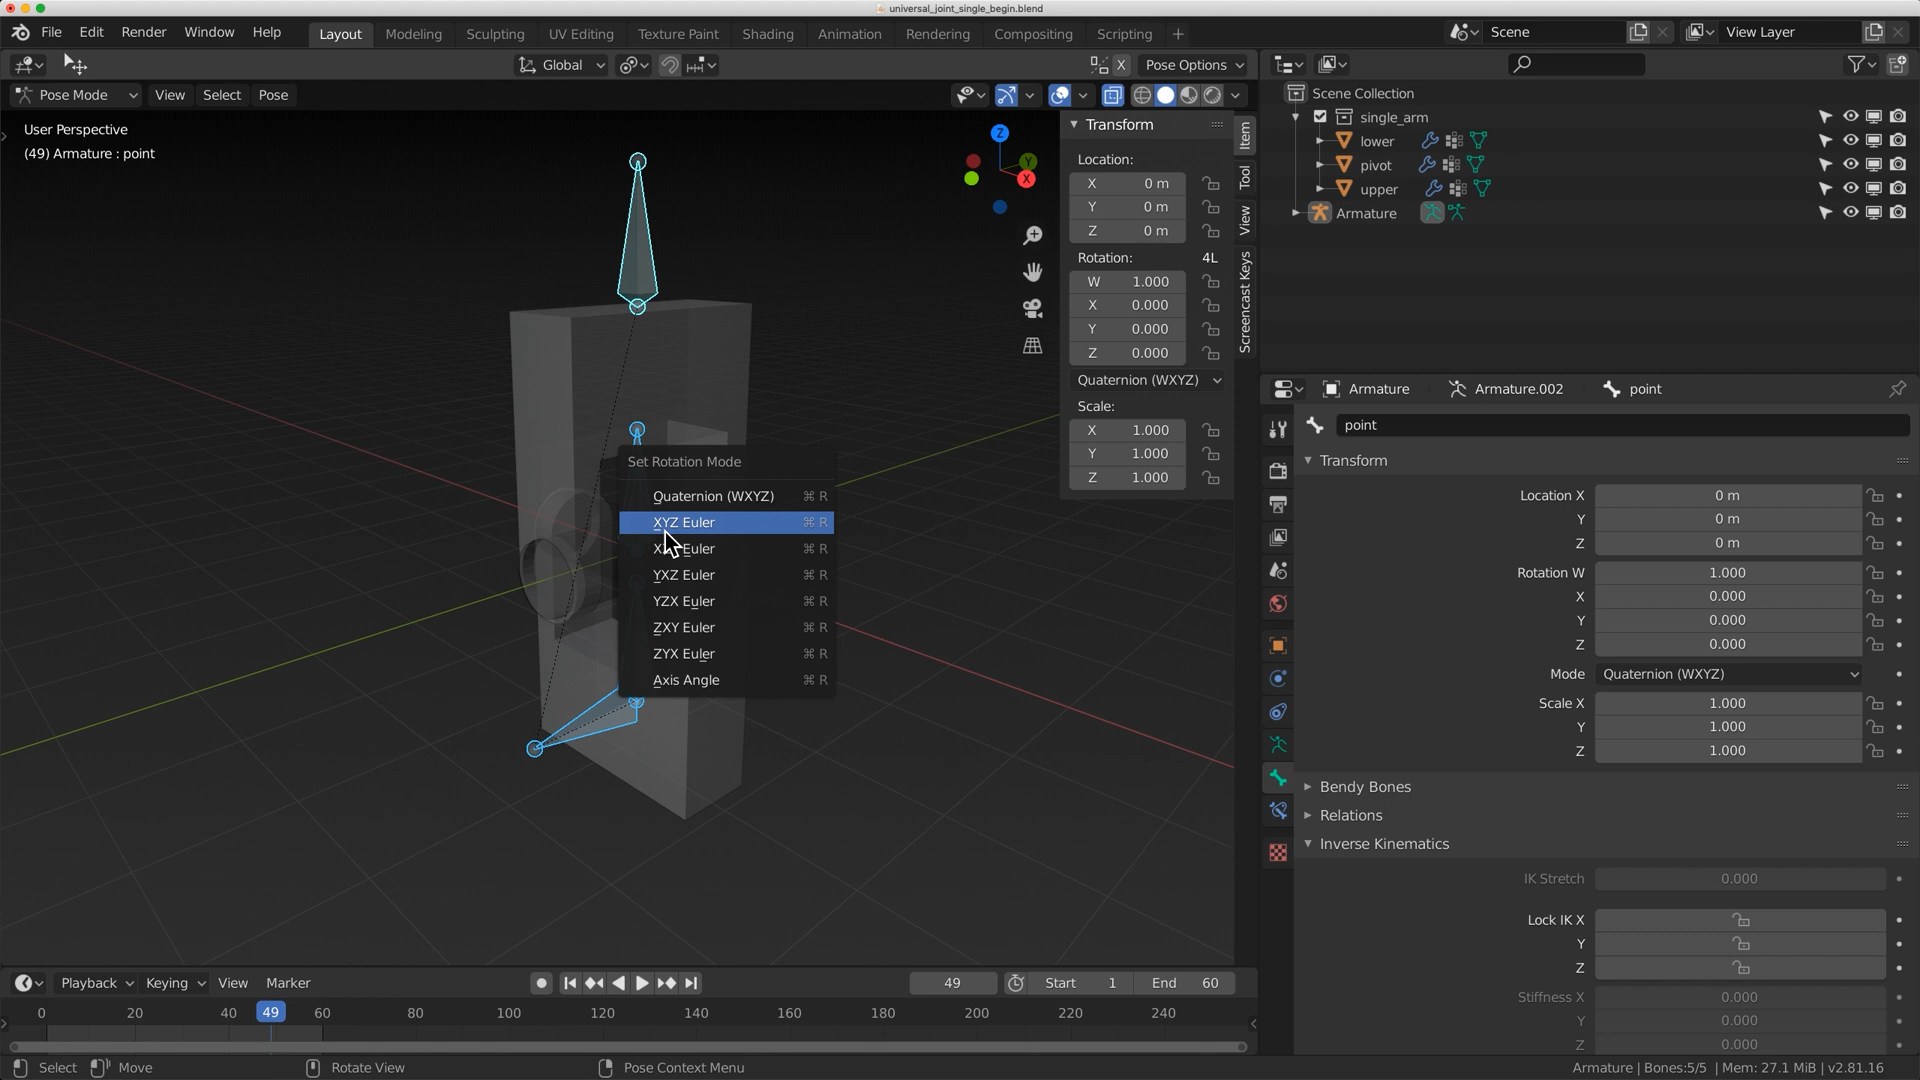 universal_joint_single_begin.blend
File Edit Render Window Help Layout Modeling Sculpting UV Editing Texture Paint Shading Animation Rendering Compositing Scripting + Scene View Layer
Global X Pose Options
Pose Mode View Select Pose
User Perspective
(49) Armature : point
Z
Y
X
Transform
Location:
X 0 m
Y 0 m
Z 0 m
Rotation: 4L
W 1.000
X 0.000
Y 0.000
Z 0.000
Quaternion (WXYZ)
Scale:
X 1.000
Y 1.000
Z 1.000
Item
Tool
View
Screencast Keys
Set Rotation Mode
Quaternion (WXYZ) ⌘ R
XYZ Euler ⌘ R
Euler ⌘ R
YXZ Euler ⌘ R
YZX Euler ⌘ R
ZXY Euler ⌘ R
ZYX Euler ⌘ R
Axis Angle ⌘ R
Scene Collection
single_arm
lower
pivot
upper
Armature
Armature Armature.002 point
point
Transform
Location X 0 m
Y 0 m
Z 0 m
Rotation W 1.000
X 0.000
Y 0.000
Z 0.000
Mode Quaternion (WXYZ)
Scale X 1.000
Y 1.000
Z 1.000
Bendy Bones
Relations
Inverse Kinematics
IK Stretch 0.000
Lock IK X
Y
Z
Stiffness X 0.000
Y 0.000
Z 0.000
Playback Keying View Marker 49 Start 1 End 60
0 20 40 49 60 80 100 120 140 160 180 200 220 240
Select Move Rotate View Pose Context Menu Armature | Bones:5/5 | Mem: 27.1 MiB | v2.81.16